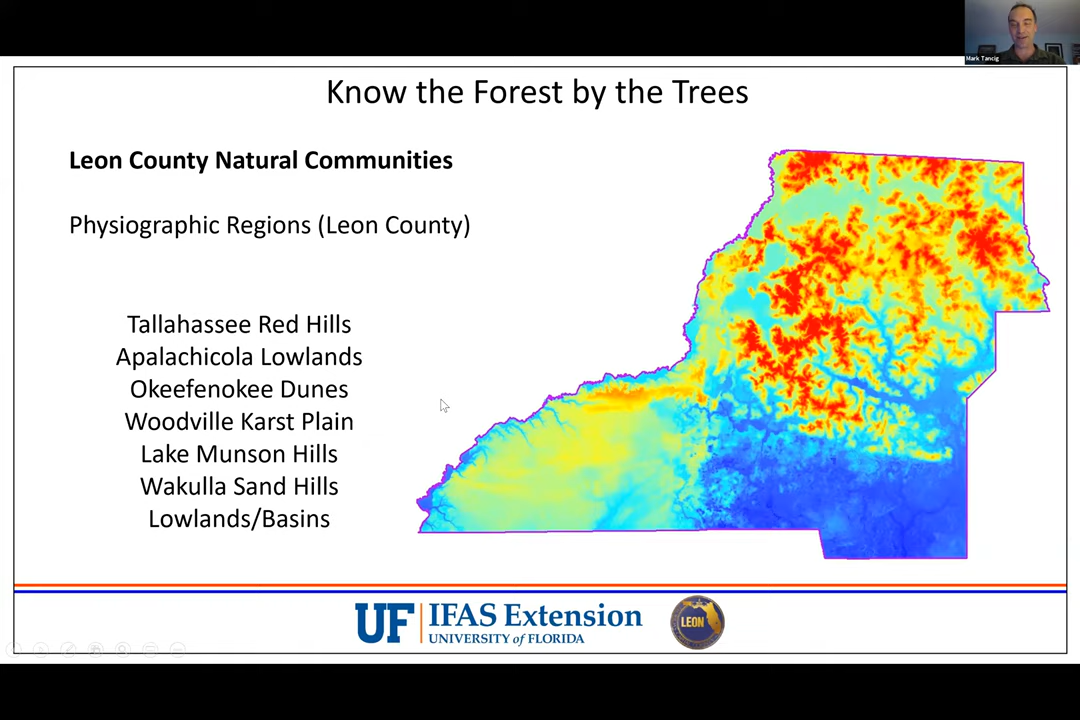 Mark Tancig
Know the Forest by the Trees
Leon County Natural Communities
Physiographic Regions (Leon County)
Tallahassee Red Hills
Apalachicola Lowlands
Okeefenokee Dunes
Woodville Karst Plain
Lake Munson Hills
Wakulla Sand Hills
Lowlands/Basins
UF IFAS Extension
UNIVERSITY of FLORIDA
LEON